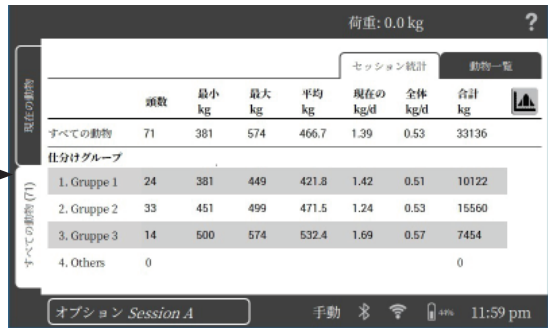 荷重: 0.0 kg ?
セッション統計 動物一覧
現在の動物
すべての動物 (71)
頭数 最小 kg 最大 kg 平均 kg 現在の kg/d 全体 kg/d 合計 kg
すべての動物 71 381 574 466.7 1.39 0.53 33136
仕分けグループ
1. Gruppe 1 24 381 449 421.8 1.42 0.51 10122
2. Gruppe 2 33 451 499 471.5 1.24 0.53 15560
3. Gruppe 3 14 500 574 532.4 1.69 0.57 7454
4. Others 0 0
オプション Session A 手動 44% 11:59 pm